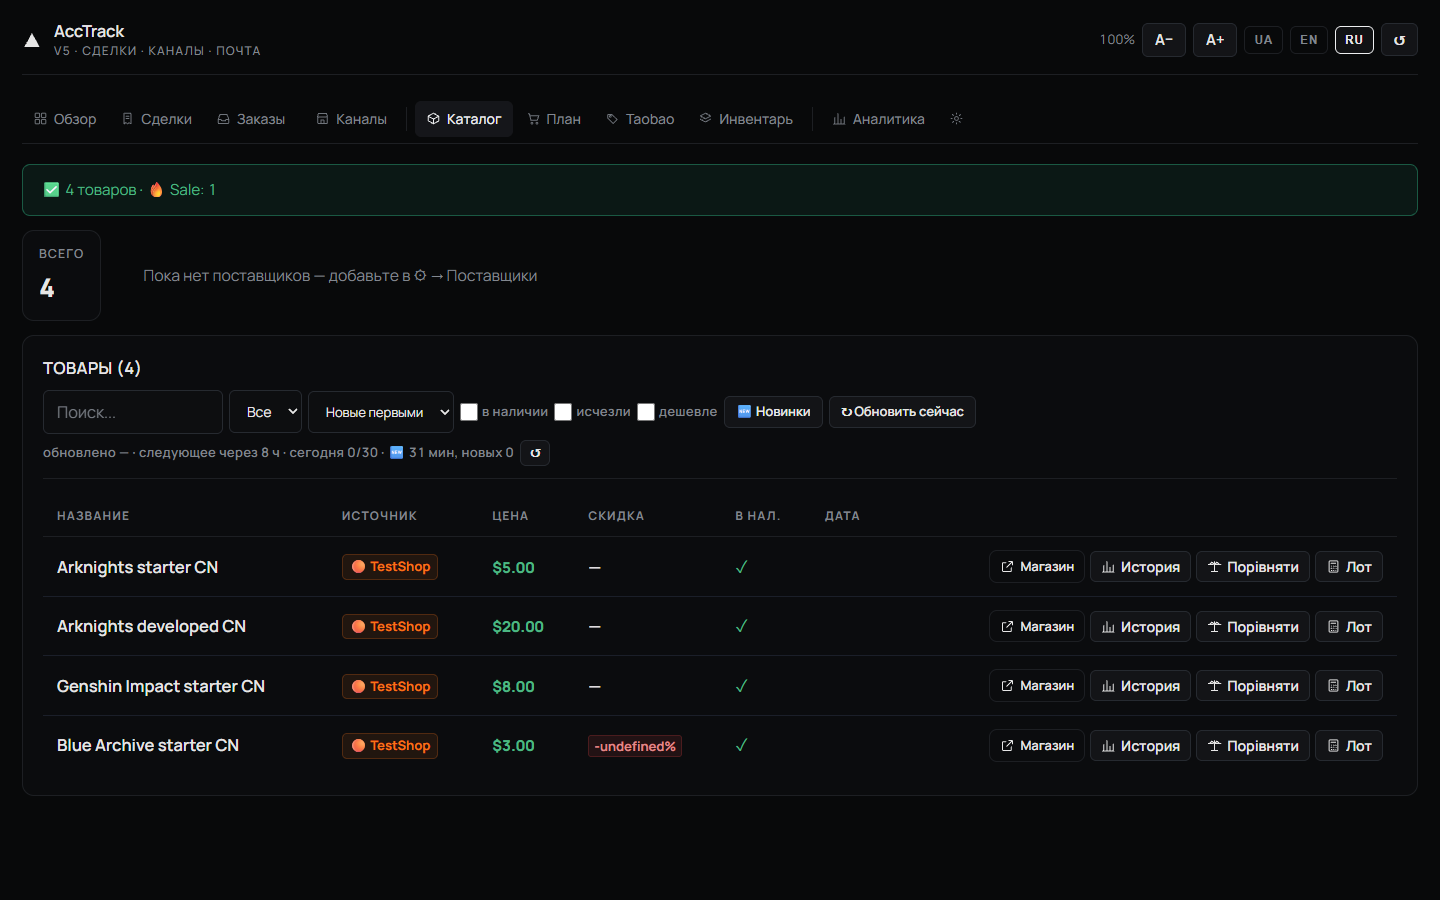 AccTrack
V5 · СДЕЛКИ · КАНАЛЫ · ПОЧТА
100% A− A+ UA EN RU ↺
Обзор Сделки Заказы Каналы Каталог План Taobao Инвентарь Аналитика
✅ 4 товаров · 🔥 Sale: 1
ВСЕГО
4
Пока нет поставщиков — добавьте в ⚙ → Поставщики
ТОВАРЫ (4)
Поиск... Все Новые первыми в наличии исчезли дешевле 🆕 Новинки ↻ Обновить сейчас
обновлено — · следующее через 8 ч · сегодня 0/30 · 🆕 31 мин, новых 0 ↺
НАЗВАНИЕ ИСТОЧНИК ЦЕНА СКИДКА В НАЛ. ДАТА
Arknights starter CN TestShop $5.00 — ✓ Магазин История Порівняти Лот
Arknights developed CN TestShop $20.00 — ✓ Магазин История Порівняти Лот
Genshin Impact starter CN TestShop $8.00 — ✓ Магазин История Порівняти Лот
Blue Archive starter CN TestShop $3.00 -undefined% ✓ Магазин История Порівняти Лот